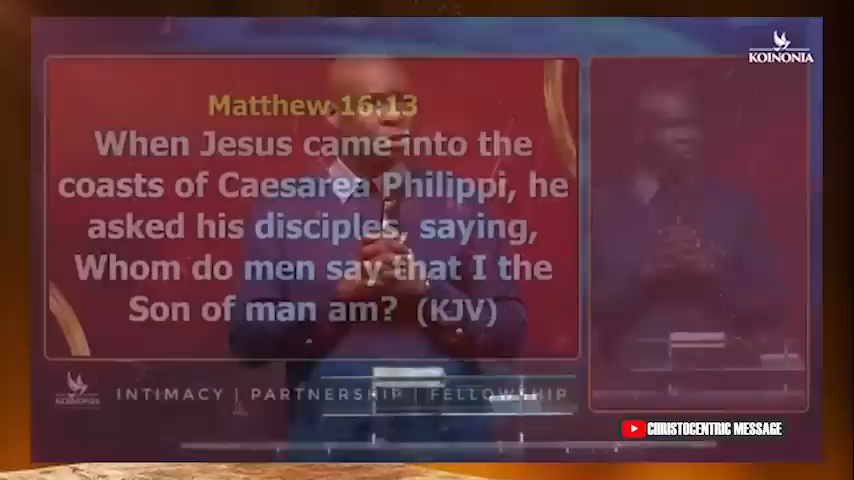 KOINONIA
Matthew 16:13
When Jesus came into the
coasts of Caesarea Philippi, he
asked his disciples, saying,
Whom do men say that I the
Son of man am? (KJV)
KOINONIA
INTIMACY | PARTNERSHIP | FELLOWSHIP
CHRISTOCENTRIC MESSAGE